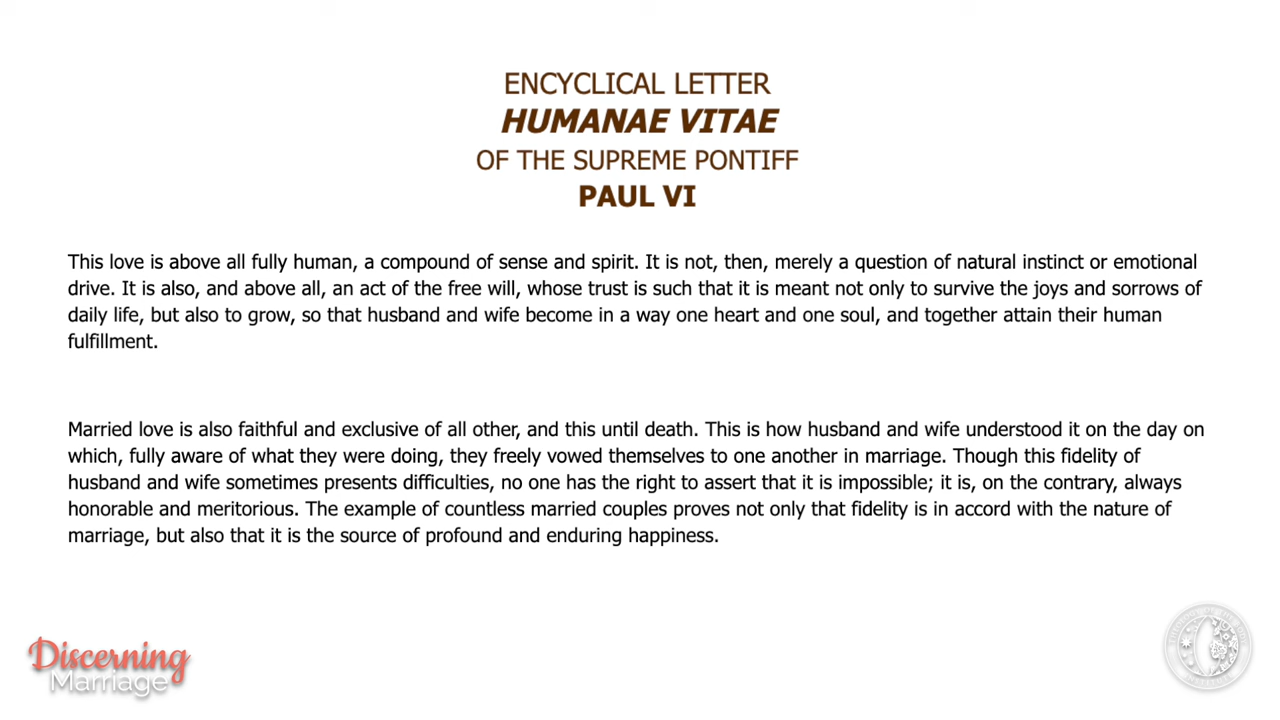 ENCYCLICAL LETTER
HUMANAE VITAE
OF THE SUPREME PONTIFF
PAUL VI
This love is above all fully human, a compound of sense and spirit. It is not, then, merely a question of natural instinct or emotional
drive. It is also, and above all, an act of the free will, whose trust is such that it is meant not only to survive the joys and sorrows of
daily life, but also to grow, so that husband and wife become in a way one heart and one soul, and together attain their human
fulfillment.
Married love is also faithful and exclusive of all other, and this until death. This is how husband and wife understood it on the day on
which, fully aware of what they were doing, they freely vowed themselves to one another in marriage. Though this fidelity of
husband and wife sometimes presents difficulties, no one has the right to assert that it is impossible; it is, on the contrary, always
honorable and meritorious. The example of countless married couples proves not only that fidelity is in accord with the nature of
marriage, but also that it is the source of profound and enduring happiness.
Discerning
Marriage